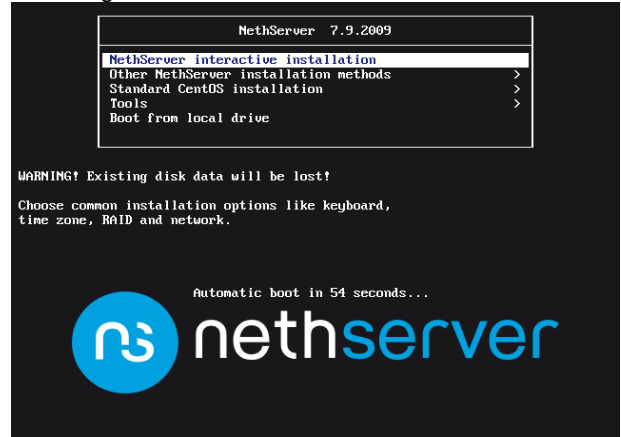 NethServer 7.9.2009
NethServer interactive installation
Other NethServer installation methods >
Standard CentOS installation >
Tools >
Boot from local drive
WARNING! Existing disk data will be lost!
Choose common installation options like keyboard,
time zone, RAID and network.
Automatic boot in 54 seconds...
ns nethserver